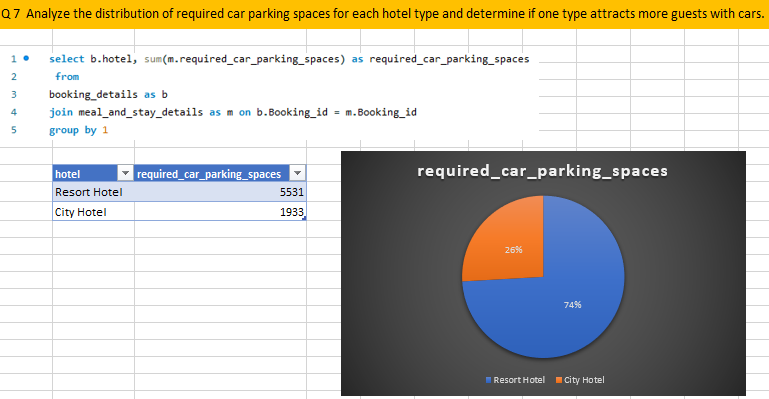 Q 7 Analyze the distribution of required car parking spaces for each hotel type and determine if one type attracts more guests with cars.
1 select b.hotel, sum(m.required_car_parking_spaces) as required_car_parking_spaces
2 from
3 booking_details as b
4 join meal_and_stay_details as m on b.Booking_id = m.Booking_id
5 group by 1
hotel required_car_parking_spaces
Resort Hotel 5531
City Hotel 1933
required_car_parking_spaces
26%
74%
Resort Hotel City Hotel